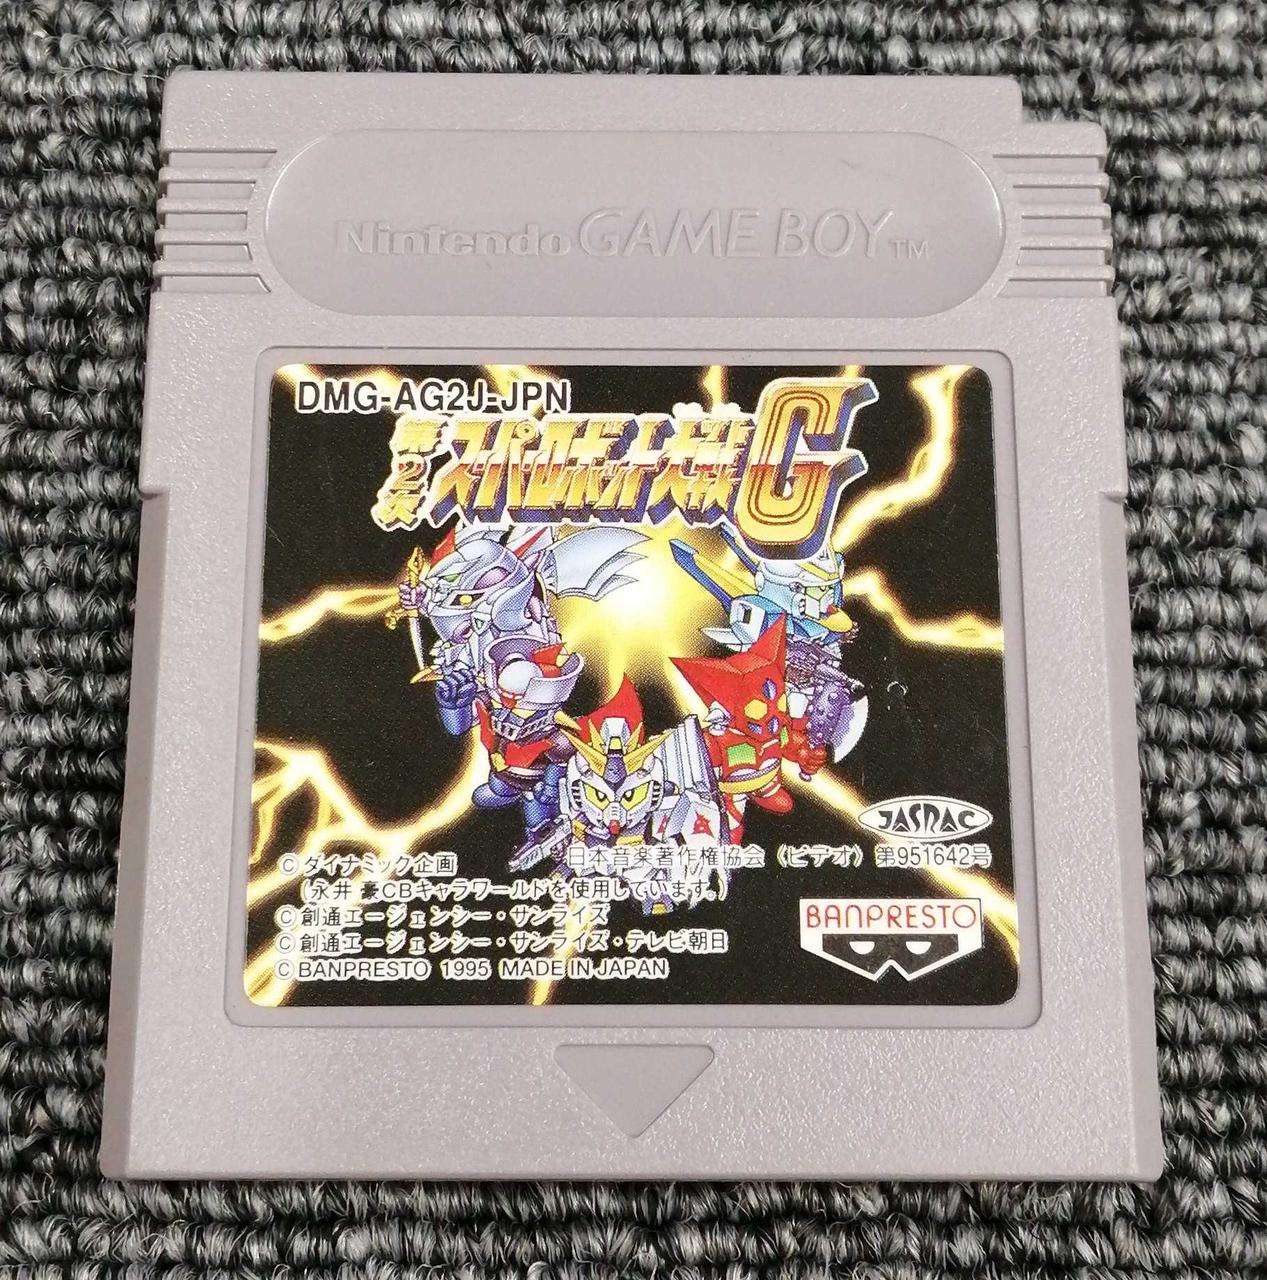 Nintendo GAME BOY TM
DMG-AG2J-JPN
第2次スーパーロボット大戦G
JASRAC
日本音楽著作権協会 (ビデオ) 第951642号
© ダイナミック企画
(永井 豪CBキャラワールドを使用しています。)
© 創通エージェンシー・サンライズ
© 創通エージェンシー・サンライズ・テレビ朝日
© BANPRESTO 1995 MADE IN JAPAN
BANPRESTO